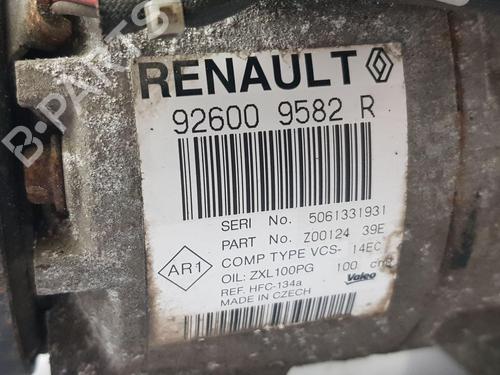 RENAULT
92600 9582 R
SERI No. 5061331931
PART No. Z00124 39E
COMP TYPE VCS- 14EC
OIL: ZXL100PG 100 cm3
REF. HFC-134a
MADE IN CZECH
Valeo
AR1
B-PARTS